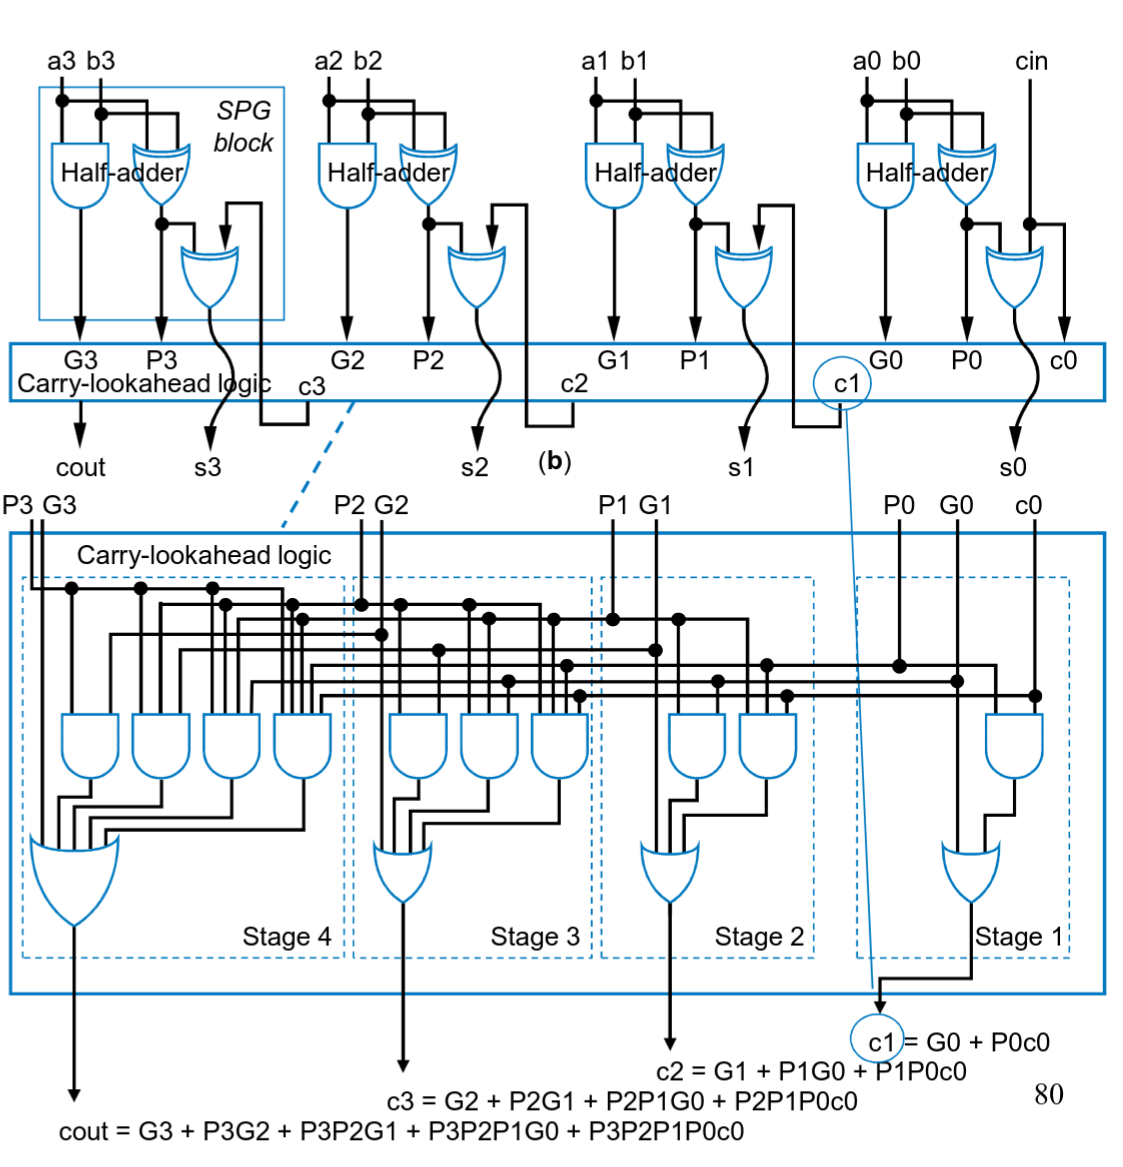 a3 b3 a2 b2 a1 b1 a0 b0 cin
SPG
block
Half-adder Half-adder Half-adder Half-adder
G3 P3 G2 P2 G1 P1 G0 P0 c0
Carry-lookahead logic c3 c2 c1
cout s3 s2 (b) s1 s0
P3 G3 P2 G2 P1 G1 P0 G0 c0
Carry-lookahead logic
Stage 4 Stage 3 Stage 2 Stage 1
c1 = G0 + P0c0
c2 = G1 + P1G0 + P1P0c0
80
c3 = G2 + P2G1 + P2P1G0 + P2P1P0c0
cout = G3 + P3G2 + P3P2G1 + P3P2P1G0 + P3P2P1P0c0